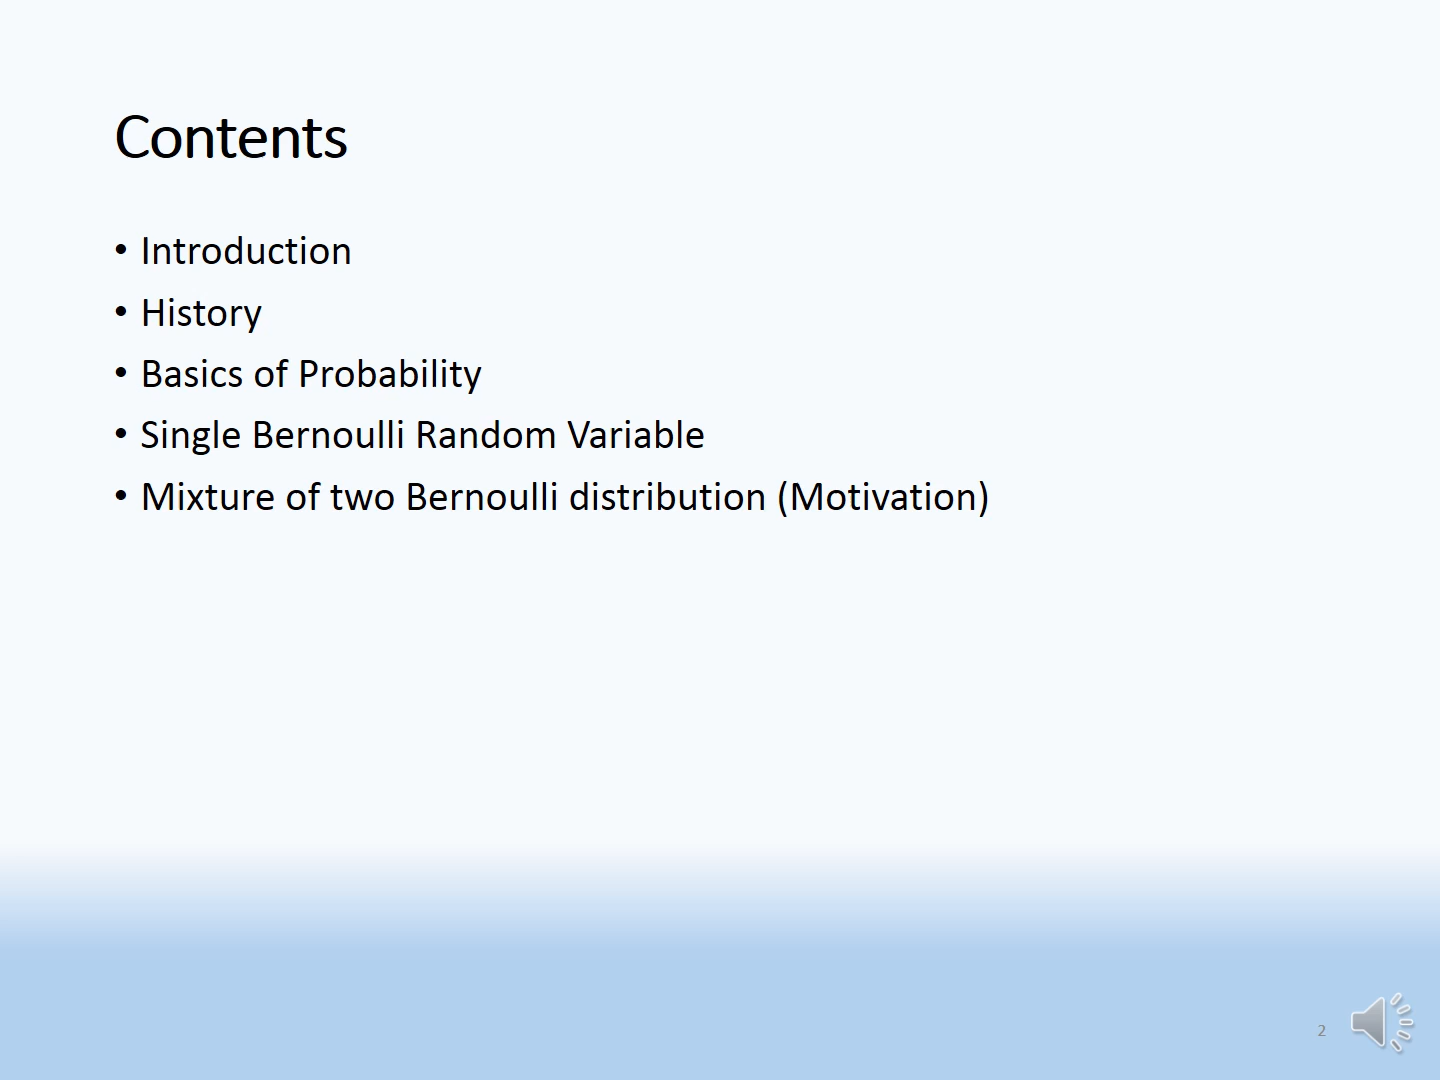 Contents
• Introduction
• History
• Basics of Probability
• Single Bernoulli Random Variable
• Mixture of two Bernoulli distribution (Motivation)
2